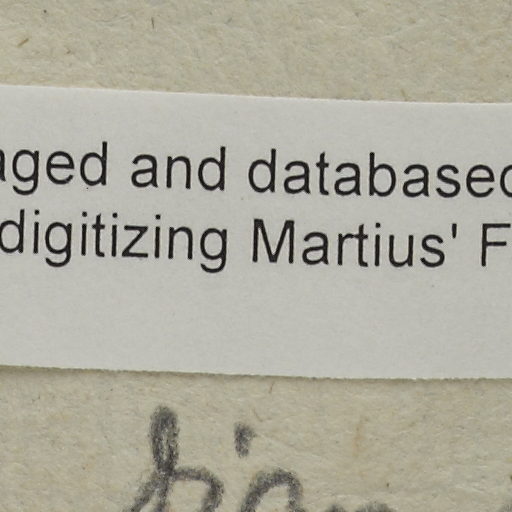 aged and databased
digitizing Martius' F